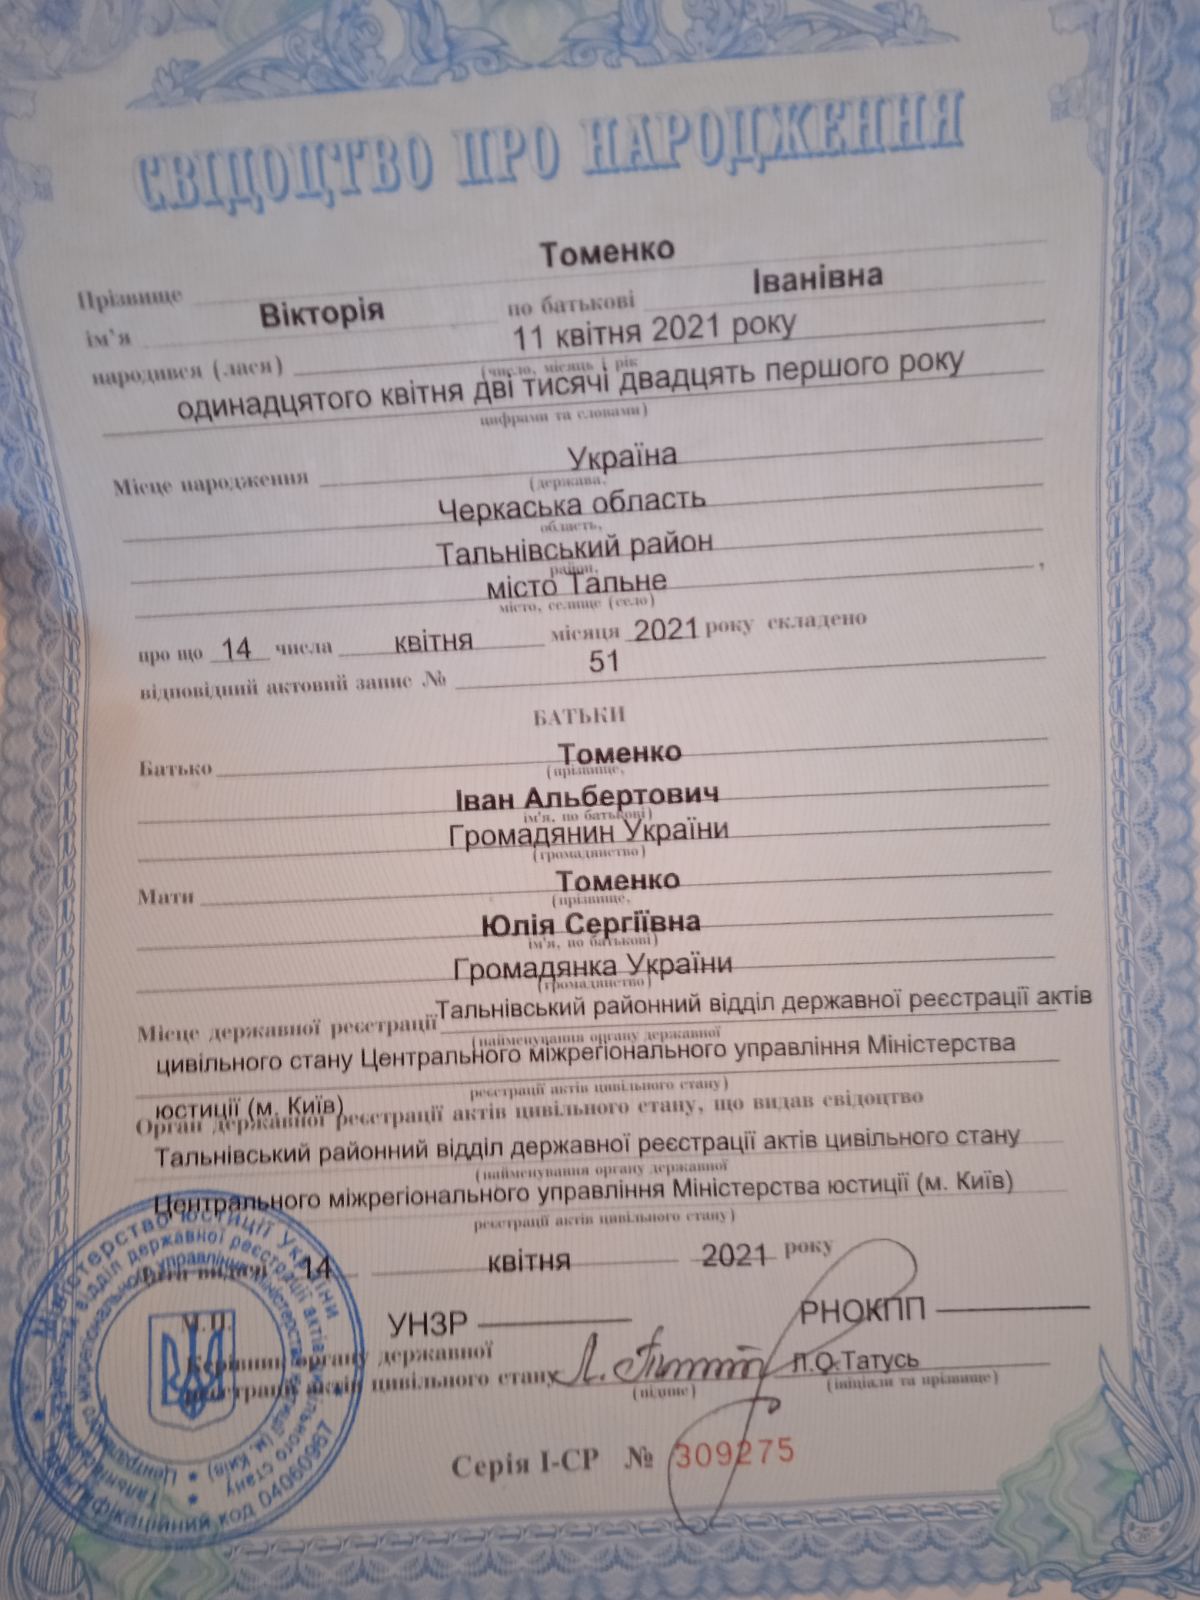 СВІДОЦТВО ПРО НАРОДЖЕННЯ
Прізвище Томенко
ім'я Вікторія по батькові Іванівна
народився (лася) 11 квітня 2021 року
(число, місяць і рік
одинадцятого квітня дві тисячі двадцять першого року
цифрами та словами)
Місце народження Україна
(держава,
Черкаська область
область,
Тальнівський район
район,
місто Тальне ,
місто, селище (село)
про що 14 числа квітня місяця 2021 року складено
відповідний актовий запис № 51
БАТЬКИ
Батько Томенко
(прізвище,
Іван Альбертович
ім'я, по батькові)
Громадянин України
(громадянство)
Мати Томенко
(прізвище,
Юлія Сергіївна
ім'я, по батькові)
Громадянка України
(громадянство)
Місце державної реєстрації Тальнівський районний відділ державної реєстрації актів
(найменування органу державної
цивільного стану Центрального міжрегіонального управління Міністерства
реєстрації актів цивільного стану)
юстиції (м. Київ)
Орган державної реєстрації актів цивільного стану, що видав свідоцтво
Тальнівський районний відділ державної реєстрації актів цивільного стану
(найменування органу державної
Центрального міжрегіонального управління Міністерства юстиції (м. Київ)
реєстрації актів цивільного стану)
Дата видачі 14 квітня 2021 року
М.П. УНЗР РНОКПП
Керівник органу державної
реєстрації актів цивільного стану Л.О.Татусь
(підпис) (ініціали та прізвище)
Серія І-СР № 309275
Міністерство юстиції України
ідентифікаційний код 04060967